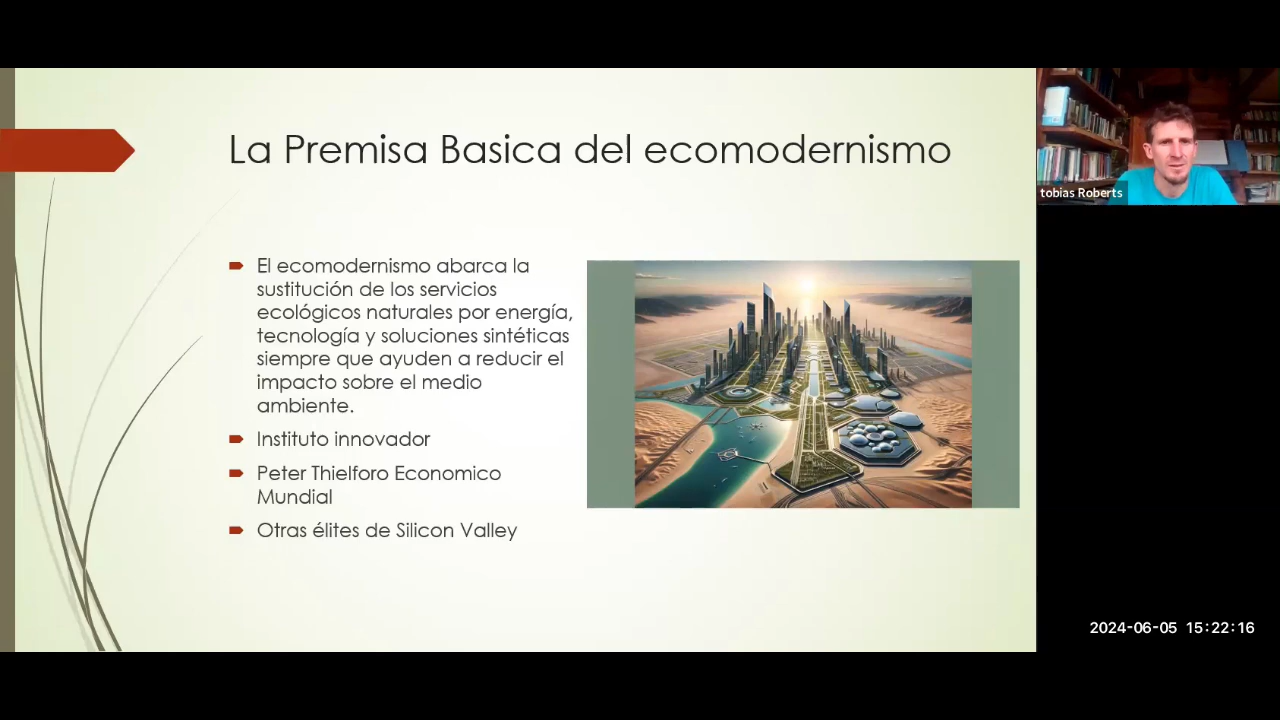 La Premisa Basica del ecomodernismo
El ecomodernismo abarca la
sustitución de los servicios
ecológicos naturales por energía,
tecnología y soluciones sintéticas
siempre que ayuden a reducir el
impacto sobre el medio
ambiente.
Instituto innovador
Peter Thielforo Economico
Mundial
Otras élites de Silicon Valley
tobias Roberts
2024-06-05 15:22:16